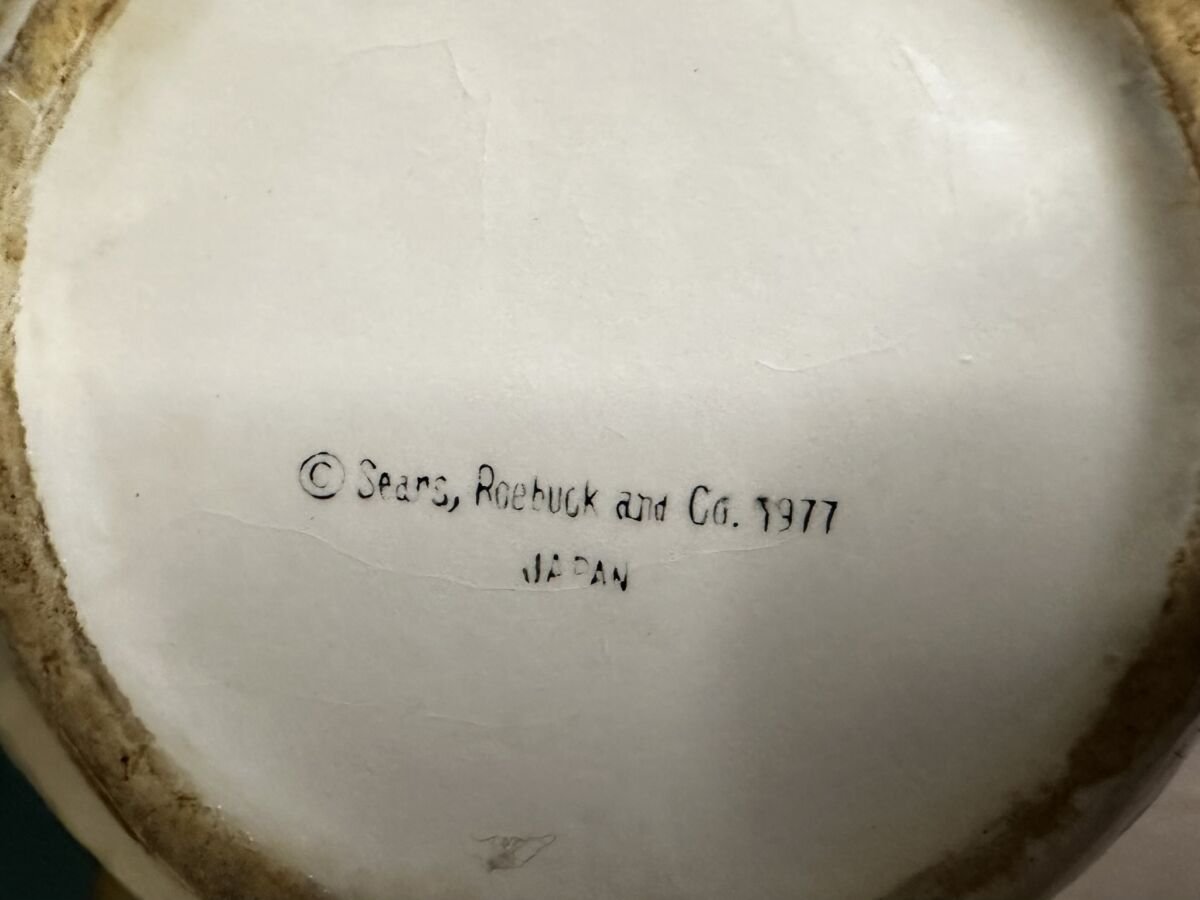 © Sears, Roebuck and Co. 1977
JAPAN